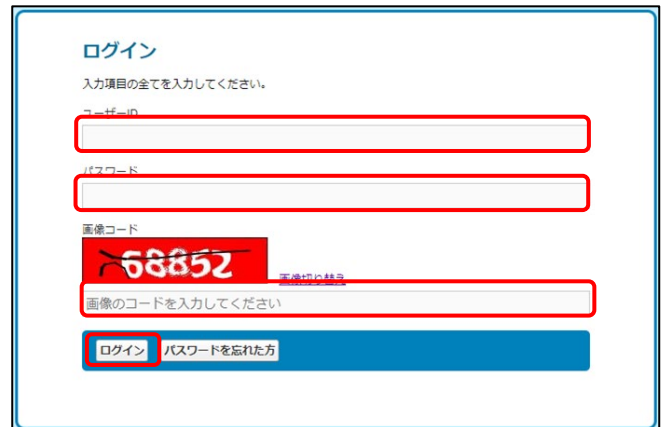 ログイン
入力項目の全てを入力してください。
ユーザーID
パスワード
画像コード
68852
画像切り替え
画像のコードを入力してください
ログイン パスワードを忘れた方